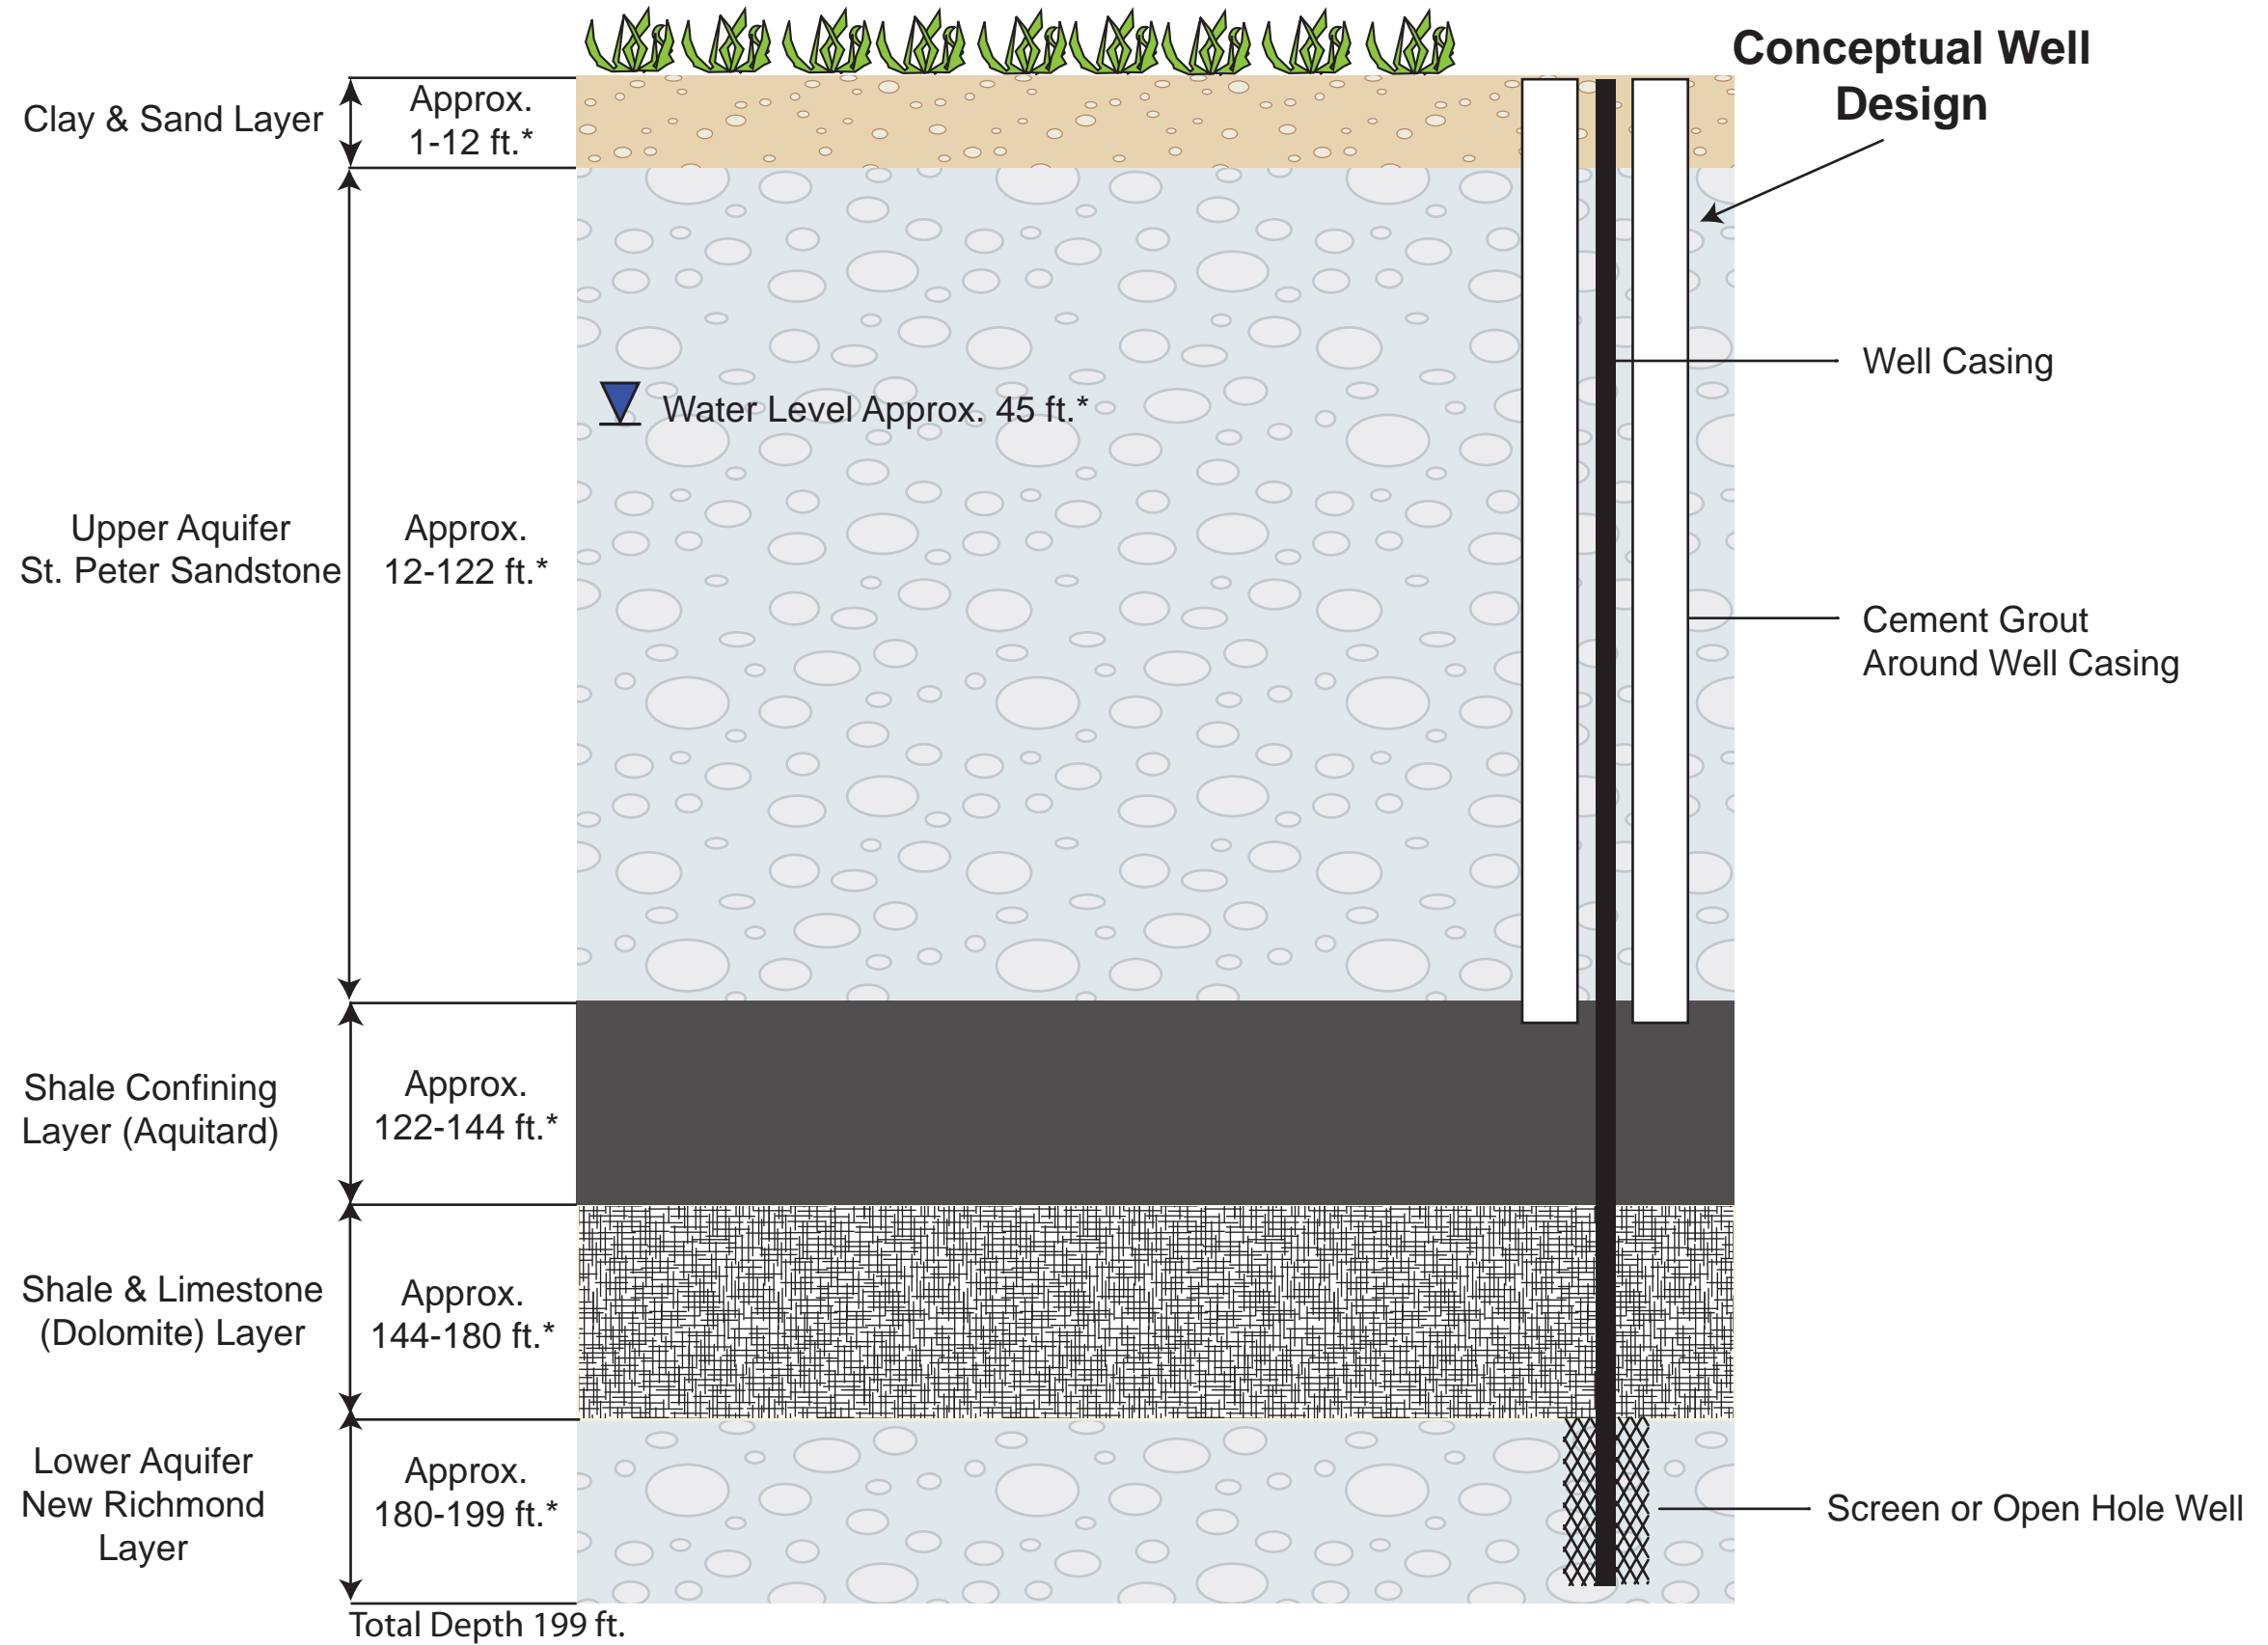 Conceptual Well
Design
Clay & Sand Layer
Approx.
1-12 ft.*
Water Level Approx. 45 ft.*
Well Casing
Upper Aquifer
St. Peter Sandstone
Approx.
12-122 ft.*
Cement Grout
Around Well Casing
Shale Confining
Layer (Aquitard)
Approx.
122-144 ft.*
Shale & Limestone
(Dolomite) Layer
Approx.
144-180 ft.*
Lower Aquifer
New Richmond
Layer
Approx.
180-199 ft.*
Screen or Open Hole Well
Total Depth 199 ft.